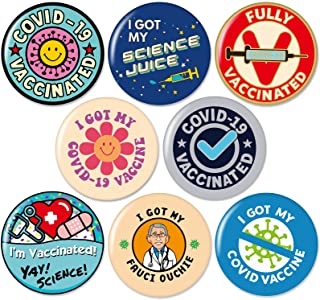 COVID-19
VACCINATED
I GOT
MY
SCIENCE
JUICE
FULLY
VACCINATED
I GOT MY
COVID-19 VACCINE
COVID-19
VACCINATED
I'm Vaccinated!
YAY! SCIENCE!
I GOT MY
FAUCI OUCHIE
I GOT MY
COVID VACCINE